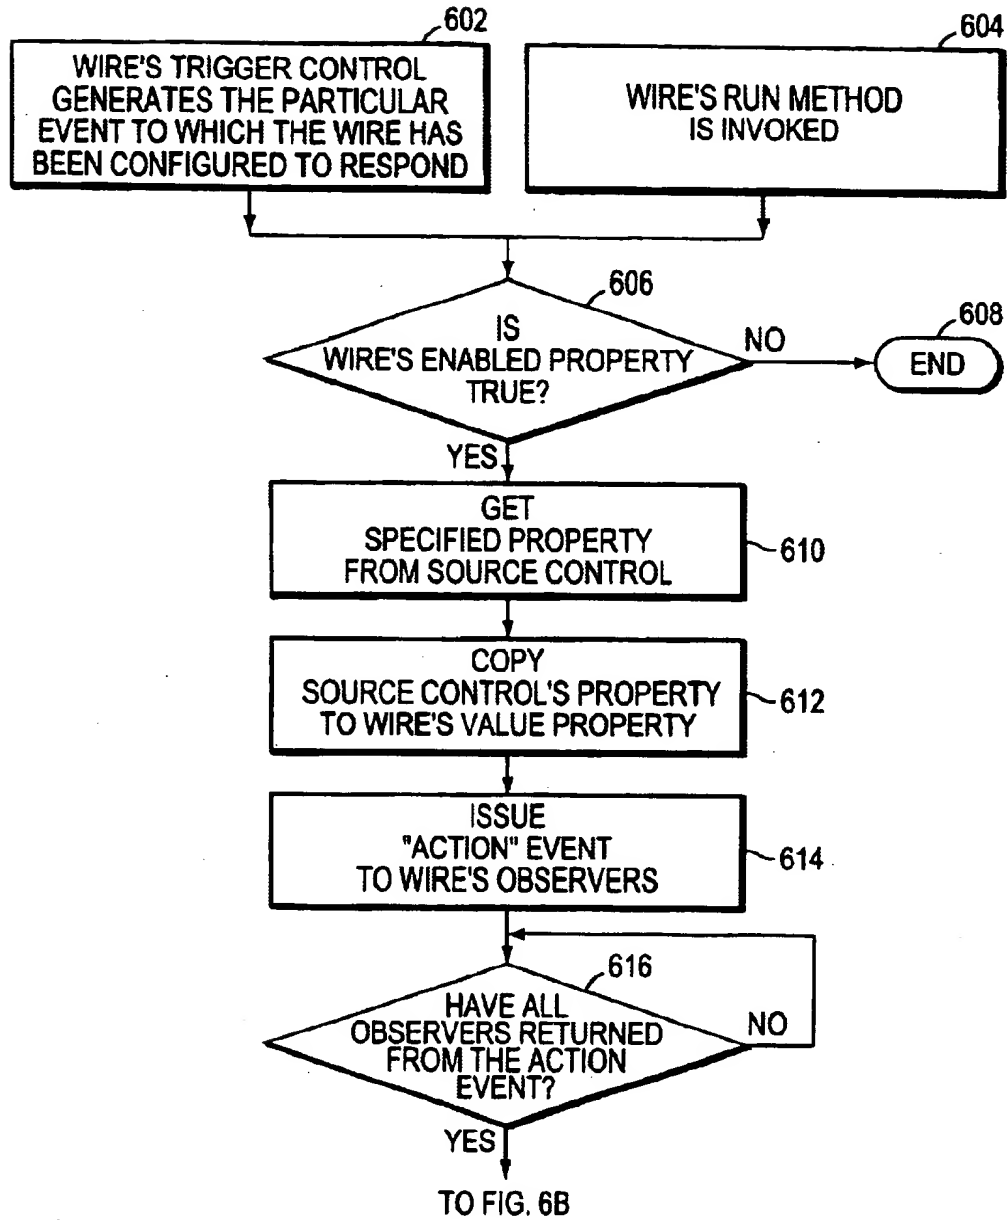 602
WIRE'S TRIGGER CONTROL
GENERATES THE PARTICULAR
EVENT TO WHICH THE WIRE HAS
BEEN CONFIGURED TO RESPOND
604
WIRE'S RUN METHOD
IS INVOKED
606
IS
WIRE'S ENABLED PROPERTY
TRUE?
NO
608
END
YES
GET
SPECIFIED PROPERTY
FROM SOURCE CONTROL
610
COPY
SOURCE CONTROL'S PROPERTY
TO WIRE'S VALUE PROPERTY
612
ISSUE
"ACTION" EVENT
TO WIRE'S OBSERVERS
614
616
HAVE ALL
OBSERVERS RETURNED
FROM THE ACTION
EVENT?
NO
YES
TO FIG. 6B